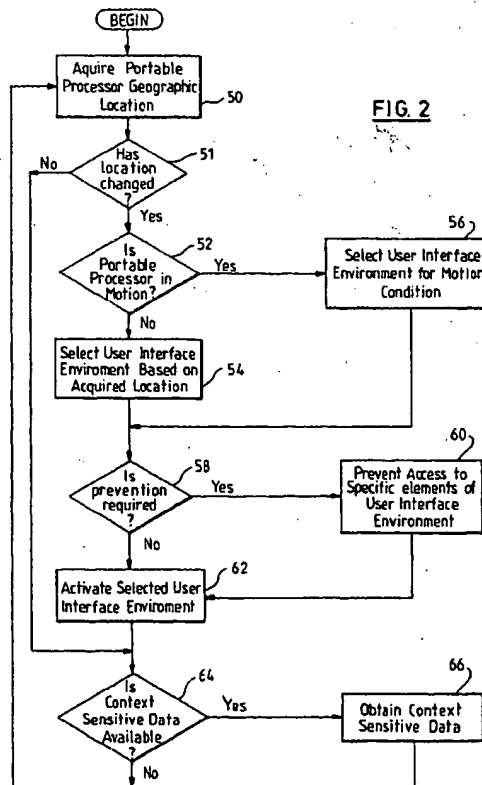 BEGIN
Aquire Portable
Processor Geographic
Location
50
FIG. 2
Has
location
changed
?
51
No
Yes
Is
Portable
Processor in
Motion?
52
Yes
No
56
Select User Interface
Environment for Motion
Condition
Select User Interface
Enviroment Based on
Acquired Location
54
Is
prevention
required
?
58
Yes
No
60
Prevent Access to
Specific elements of
User Interface
Environment
Activate Selected User
Interface Enviroment
62
Is
Context
Sensitive Data
Available
?
64
Yes
No
66
Obtain Context
Sensitive Data